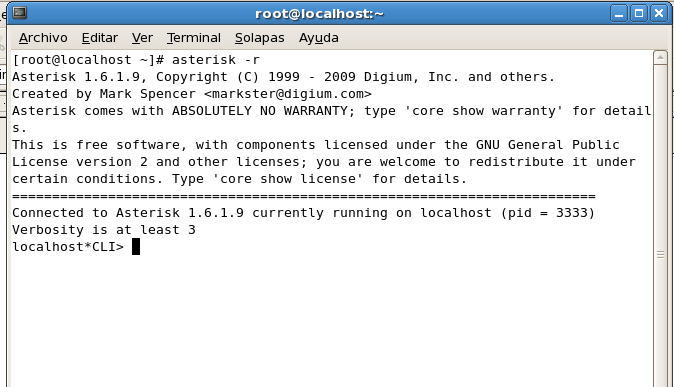 root@localhost:~
Archivo Editar Ver Terminal Solapas Ayuda
[root@localhost ~]# asterisk -r
Asterisk 1.6.1.9, Copyright (C) 1999 - 2009 Digium, Inc. and others.
Created by Mark Spencer <markster@digium.com>
Asterisk comes with ABSOLUTELY NO WARRANTY; type 'core show warranty' for detail
s.
This is free software, with components licensed under the GNU General Public
License version 2 and other licenses; you are welcome to redistribute it under
certain conditions. Type 'core show license' for details.
=========================================================================
Connected to Asterisk 1.6.1.9 currently running on localhost (pid = 3333)
Verbosity is at least 3
localhost*CLI>